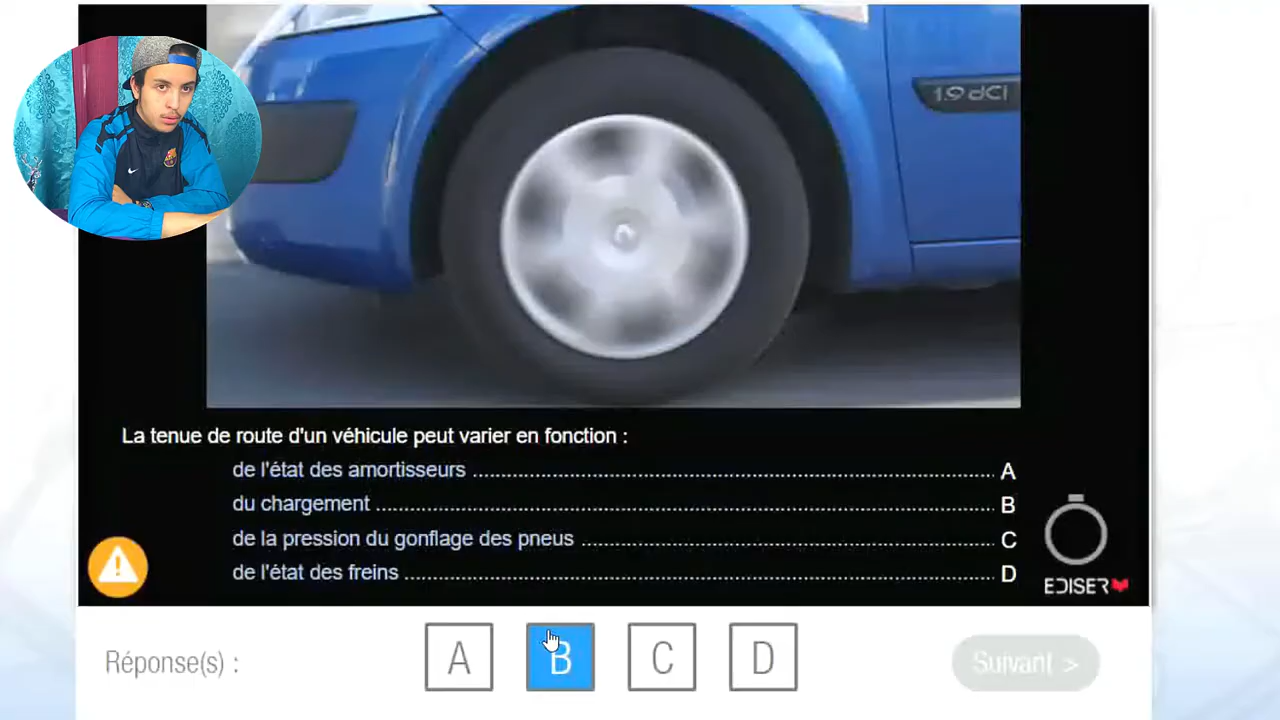 1.9 dCi
La tenue de route d'un véhicule peut varier en fonction :
de l'état des amortisseurs ........................ A
du chargement ........................ B
de la pression du gonflage des pneus ........................ C
de l'état des freins ........................ D
EDISER
Réponse(s) : A B C D Suivant >